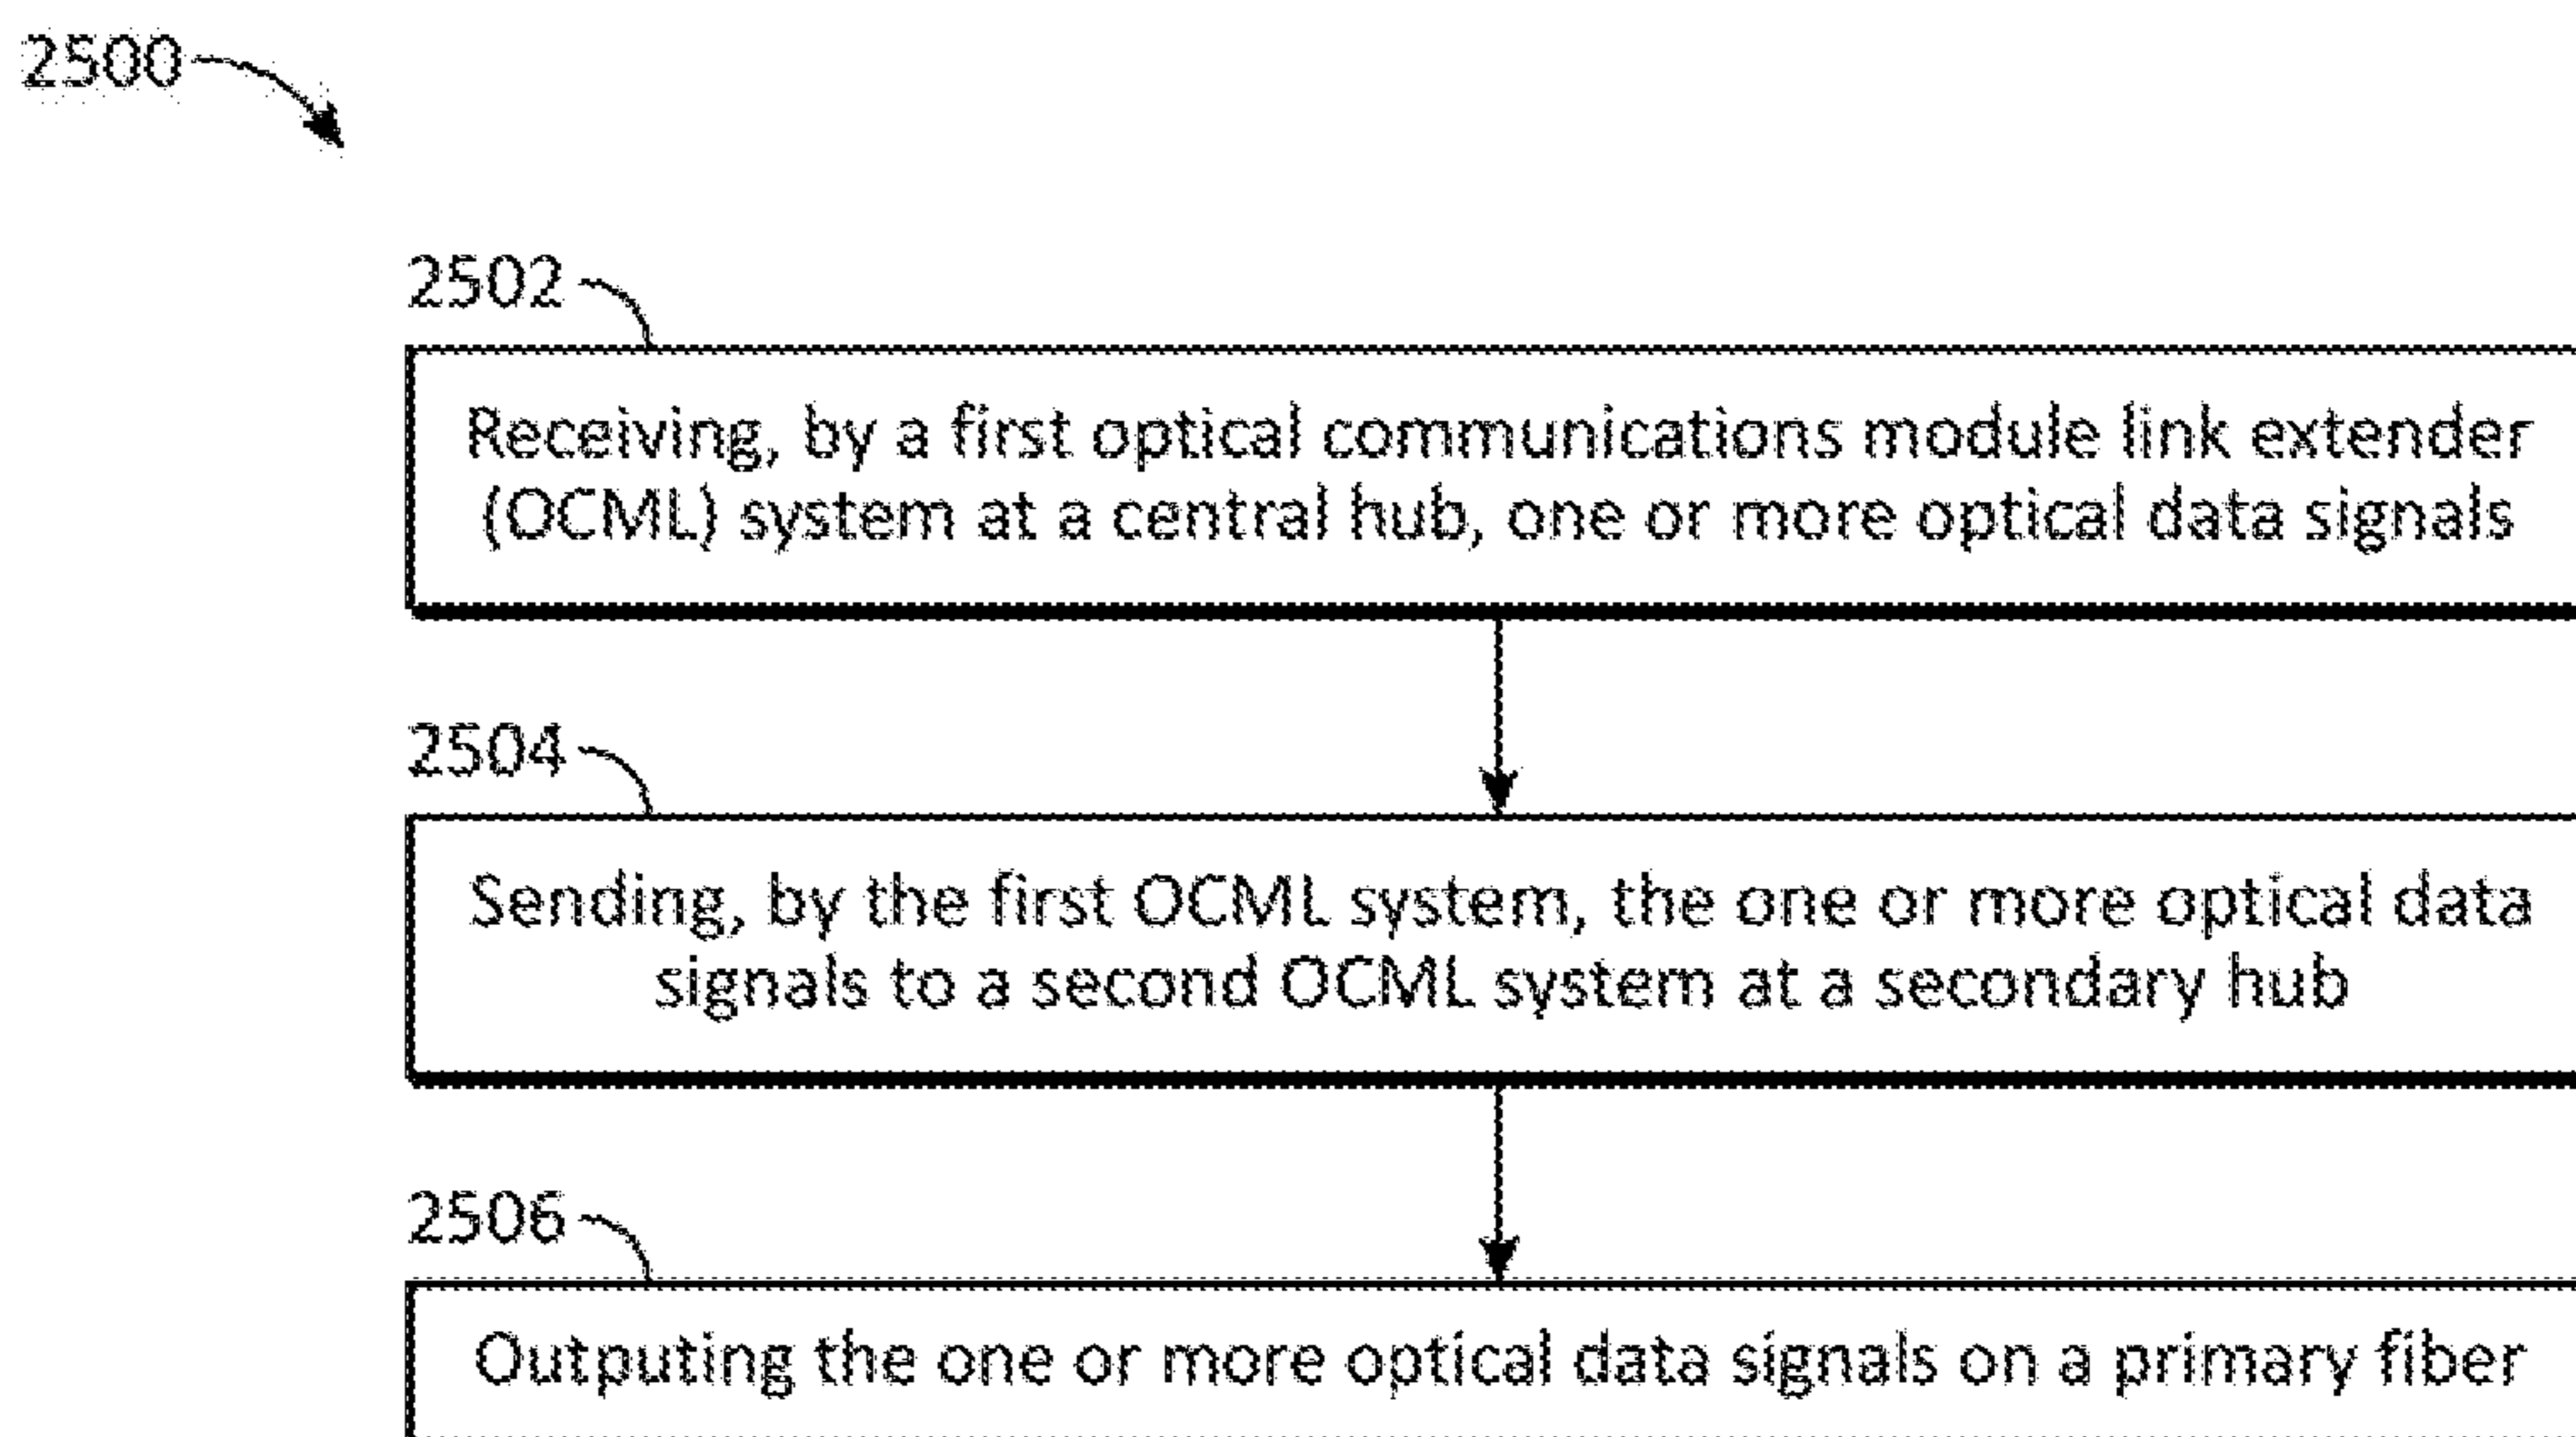 2500
2502
Receiving, by a first optical communications module link extender
(OCML) system at a central hub, one or more optical data signals
2504
Sending, by the first OCML system, the one or more optical data
signals to a second OCML system at a secondary hub
2506
Outputing the one or more optical data signals on a primary fiber